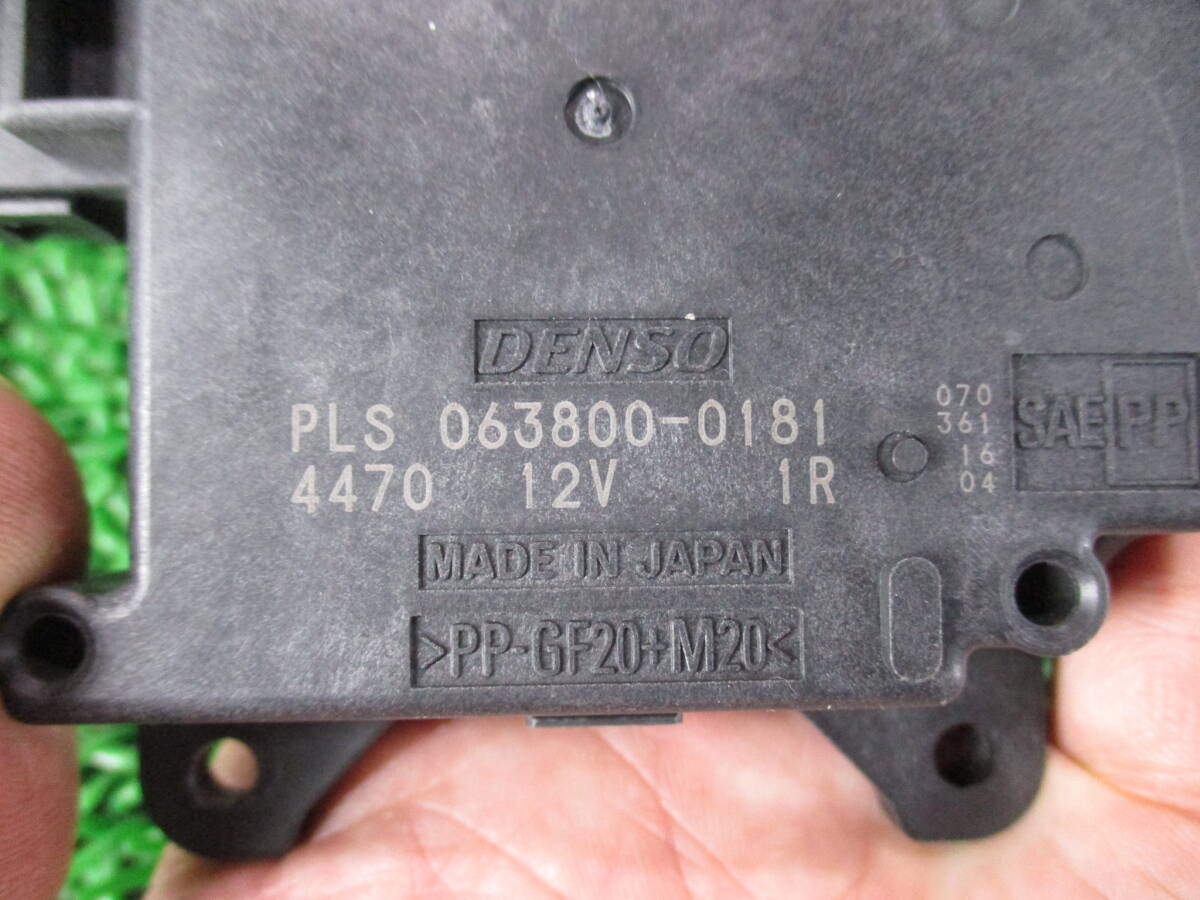 DENSO
PLS 063800-0181
4470 12V 1R
070
361
16
04
SAE PP
MADE IN JAPAN
>PP-GF20+M20<